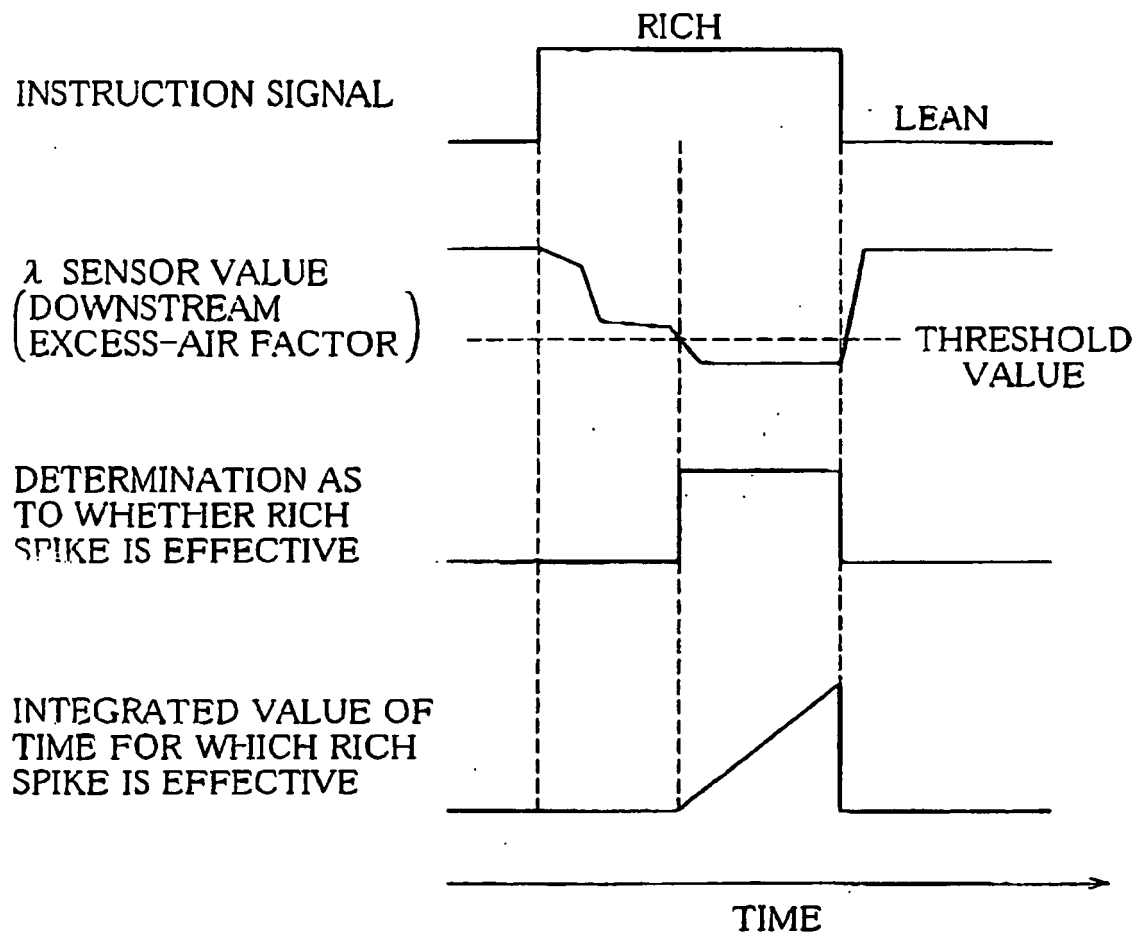 RICH
INSTRUCTION SIGNAL
LEAN
λ SENSOR VALUE
(DOWNSTREAM
EXCESS-AIR FACTOR)
THRESHOLD
VALUE
DETERMINATION AS
TO WHETHER RICH
SPIKE IS EFFECTIVE
INTEGRATED VALUE OF
TIME FOR WHICH RICH
SPIKE IS EFFECTIVE
TIME